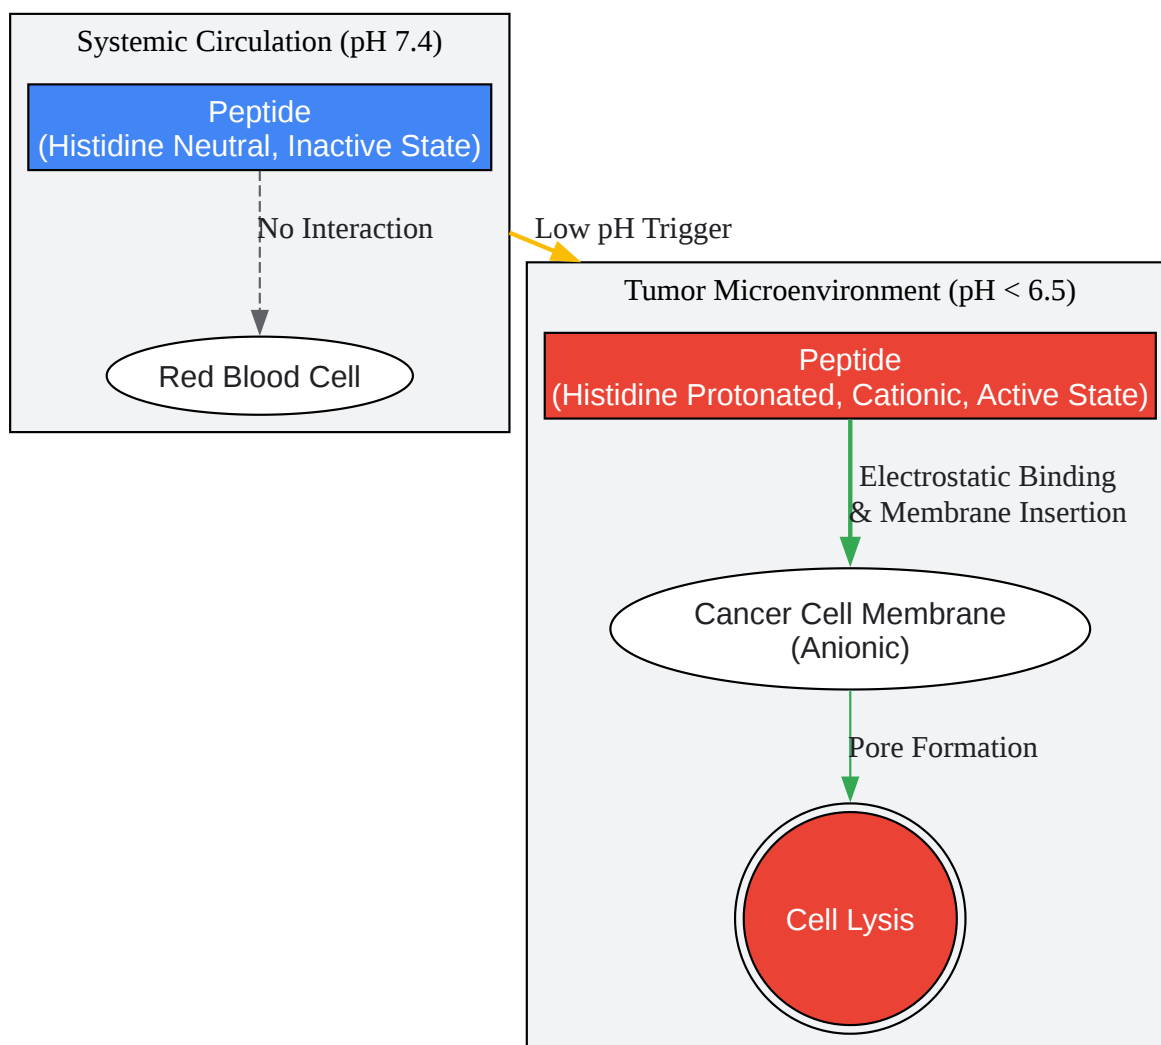 Systemic Circulation (pH 7.4)
Peptide
(Histidine Neutral, Inactive State)
No Interaction
Red Blood Cell
Low pH Trigger
Tumor Microenvironment (pH < 6.5)
Peptide
(Histidine Protonated, Cationic, Active State)
Electrostatic Binding
& Membrane Insertion
Cancer Cell Membrane
(Anionic)
Pore Formation
Cell Lysis